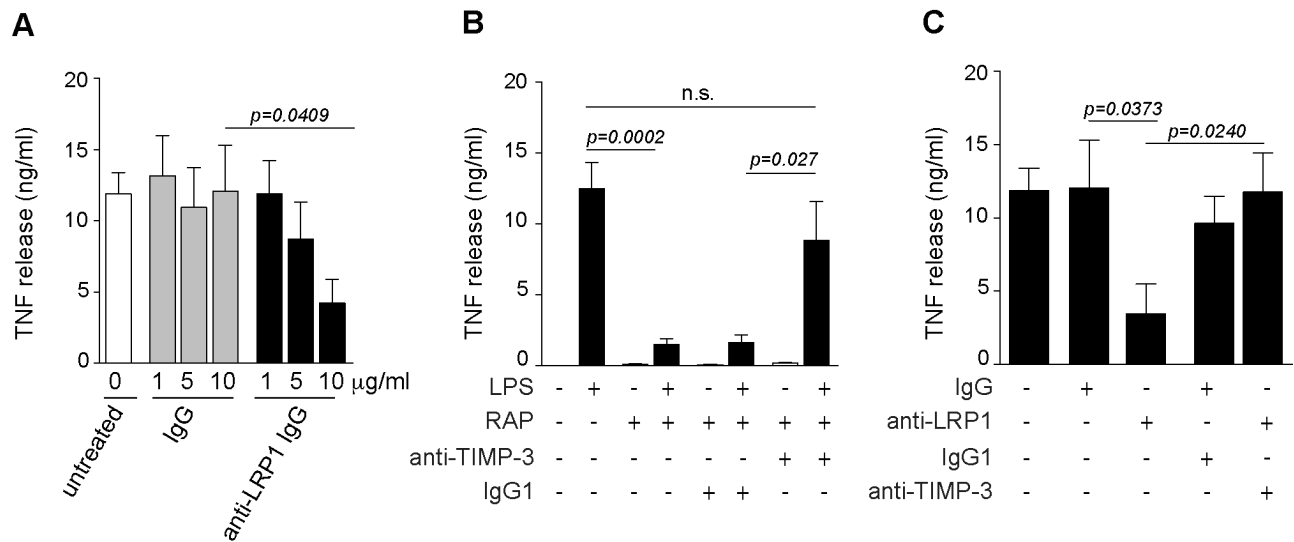 A
TNF release (ng/ml)
20
15
10
5
0
p=0.0409
0 1 5 10 1 5 10 μg/ml
untreated
IgG
anti-LRP1 IgG
B
TNF release (ng/ml)
20
15
10
5
0
n.s.
p=0.0002
p=0.027
LPS - + - + - + - +
RAP - - + + + + + +
anti-TIMP-3 - - - - - - + +
IgG1 - - - - + + - -
C
TNF release (ng/ml)
20
15
10
5
0
p=0.0373
p=0.0240
IgG - + - + -
anti-LRP1 - - + - +
IgG1 - - - + -
anti-TIMP-3 - - - - +